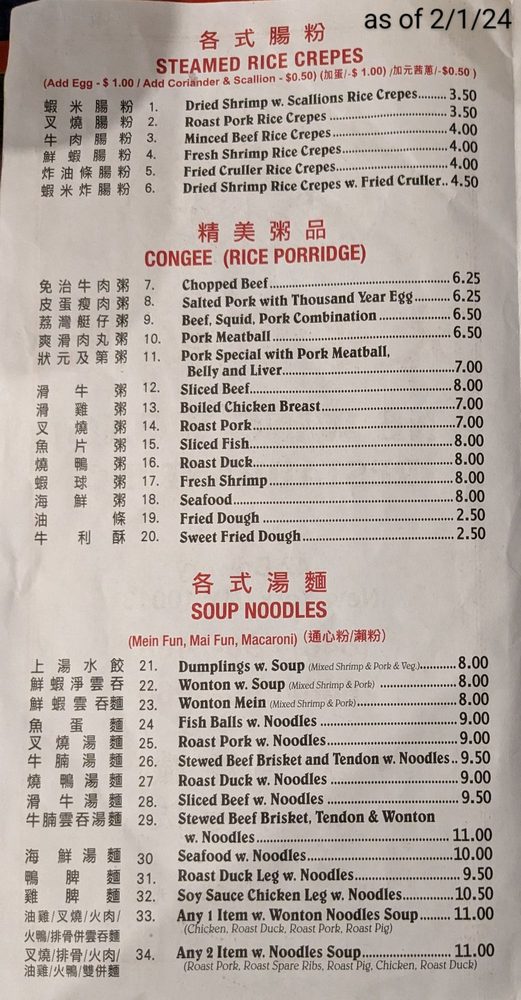 as of 2/1/24
各式腸粉
STEAMED RICE CREPES
(Add Egg - $ 1.00 / Add Coriander & Scallion - $0.50) (加蛋/-$ 1.00) /加元茜蔥/-$0.50 )
蝦米腸粉 1. Dried Shrimp w. Scallions Rice Crepes........ 3.50
叉燒腸粉 2. Roast Pork Rice Crepes ........ 3.50
牛肉腸粉 3. Minced Beef Rice Crepes........ 4.00
鮮蝦腸粉 4. Fresh Shrimp Rice Crepes........ 4.00
炸油條腸粉 5. Fried Cruller Rice Crepes........ 4.00
蝦米炸腸粉 6. Dried Shrimp Rice Crepes w. Fried Cruller.. 4.50
精美粥品
CONGEE (RICE PORRIDGE)
免治牛肉粥 7. Chopped Beef........ 6.25
皮蛋瘦肉粥 8. Salted Pork with Thousand Year Egg........ 6.25
荔灣艇仔粥 9. Beef, Squid, Pork Combination ........ 6.50
爽滑肉丸粥 10. Pork Meatball........ 6.50
狀元及第粥 11. Pork Special with Pork Meatball,
Belly and Liver........ 7.00
滑牛粥 12. Sliced Beef........ 8.00
滑雞粥 13. Boiled Chicken Breast........ 7.00
叉燒粥 14. Roast Pork........ 7.00
魚片粥 15. Sliced Fish........ 8.00
燒鴨粥 16. Roast Duck........ 8.00
蝦球粥 17. Fresh Shrimp ........ 8.00
海鮮粥 18. Seafood........ 8.00
油條 19. Fried Dough ........ 2.50
牛利酥 20. Sweet Fried Dough........ 2.50
各式湯麵
SOUP NOODLES
(Mein Fun, Mai Fun, Macaroni) (通心粉/瀨粉)
上湯水餃 21. Dumplings w. Soup (Mixed Shrimp & Pork & Veg.)........ 8.00
鮮蝦淨雲吞 22. Wonton w. Soup (Mixed Shrimp & Pork) ........ 8.00
鮮蝦雲吞麵 23. Wonton Mein (Mixed Shrimp & Pork)........ 8.00
魚蛋麵 24 Fish Balls w. Noodles ........ 9.00
叉燒湯麵 25. Roast Pork w. Noodles........ 9.00
牛腩湯麵 26. Stewed Beef Brisket and Tendon w. Noodles.. 9.50
燒鴨湯麵 27 Roast Duck w. Noodles ........ 9.00
滑牛湯麵 28. Sliced Beef w. Noodles ........ 9.50
牛腩雲吞湯麵 29. Stewed Beef Brisket, Tendon & Wonton
w. Noodles........ 11.00
海鮮湯麵 30 Seafood w. Noodles........ 10.00
鴨脾麵 31. Roast Duck Leg w. Noodles........ 9.50
雞脾麵 32. Soy Sauce Chicken Leg w. Noodles........ 10.50
油雞/叉燒/火肉/ 33. Any 1 Item w. Wonton Noodles Soup........ 11.00
火鴨/排骨併雲吞麵 (Chicken, Roast Duck, Roast Pork, Roast Pig)
叉燒/排骨/火肉/ 34. Any 2 Item w. Noodles Soup........ 11.00
油雞/火鴨/雙併麵 (Roast Pork, Roast Spare Ribs, Roast Pig, Chicken, Roast Duck)